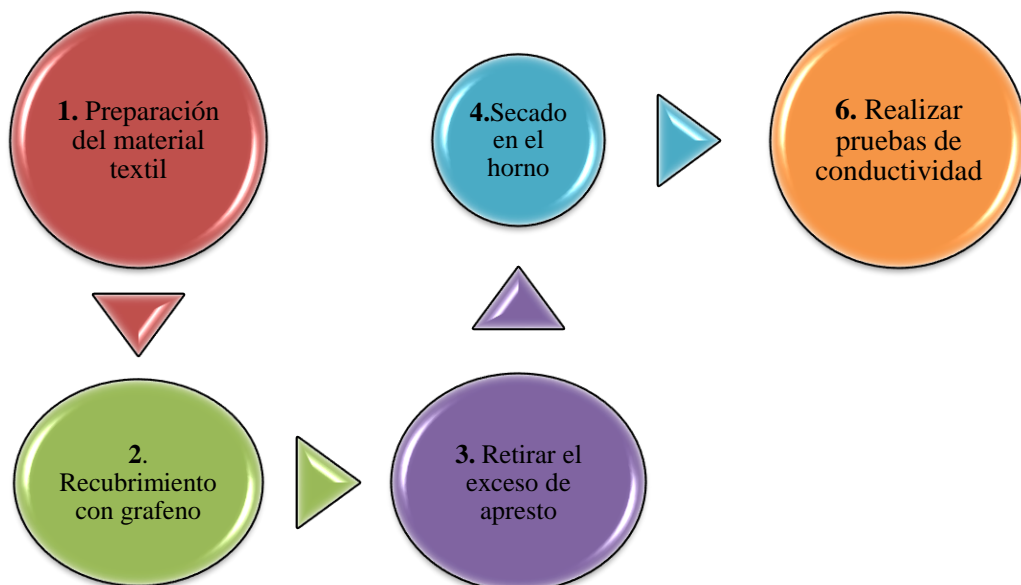 1. Preparación
del material
textil
2.
Recubrimiento
con grafeno
3. Retirar el
exceso de
apresto
4.Secado
en el
horno
6. Realizar
pruebas de
conductividad